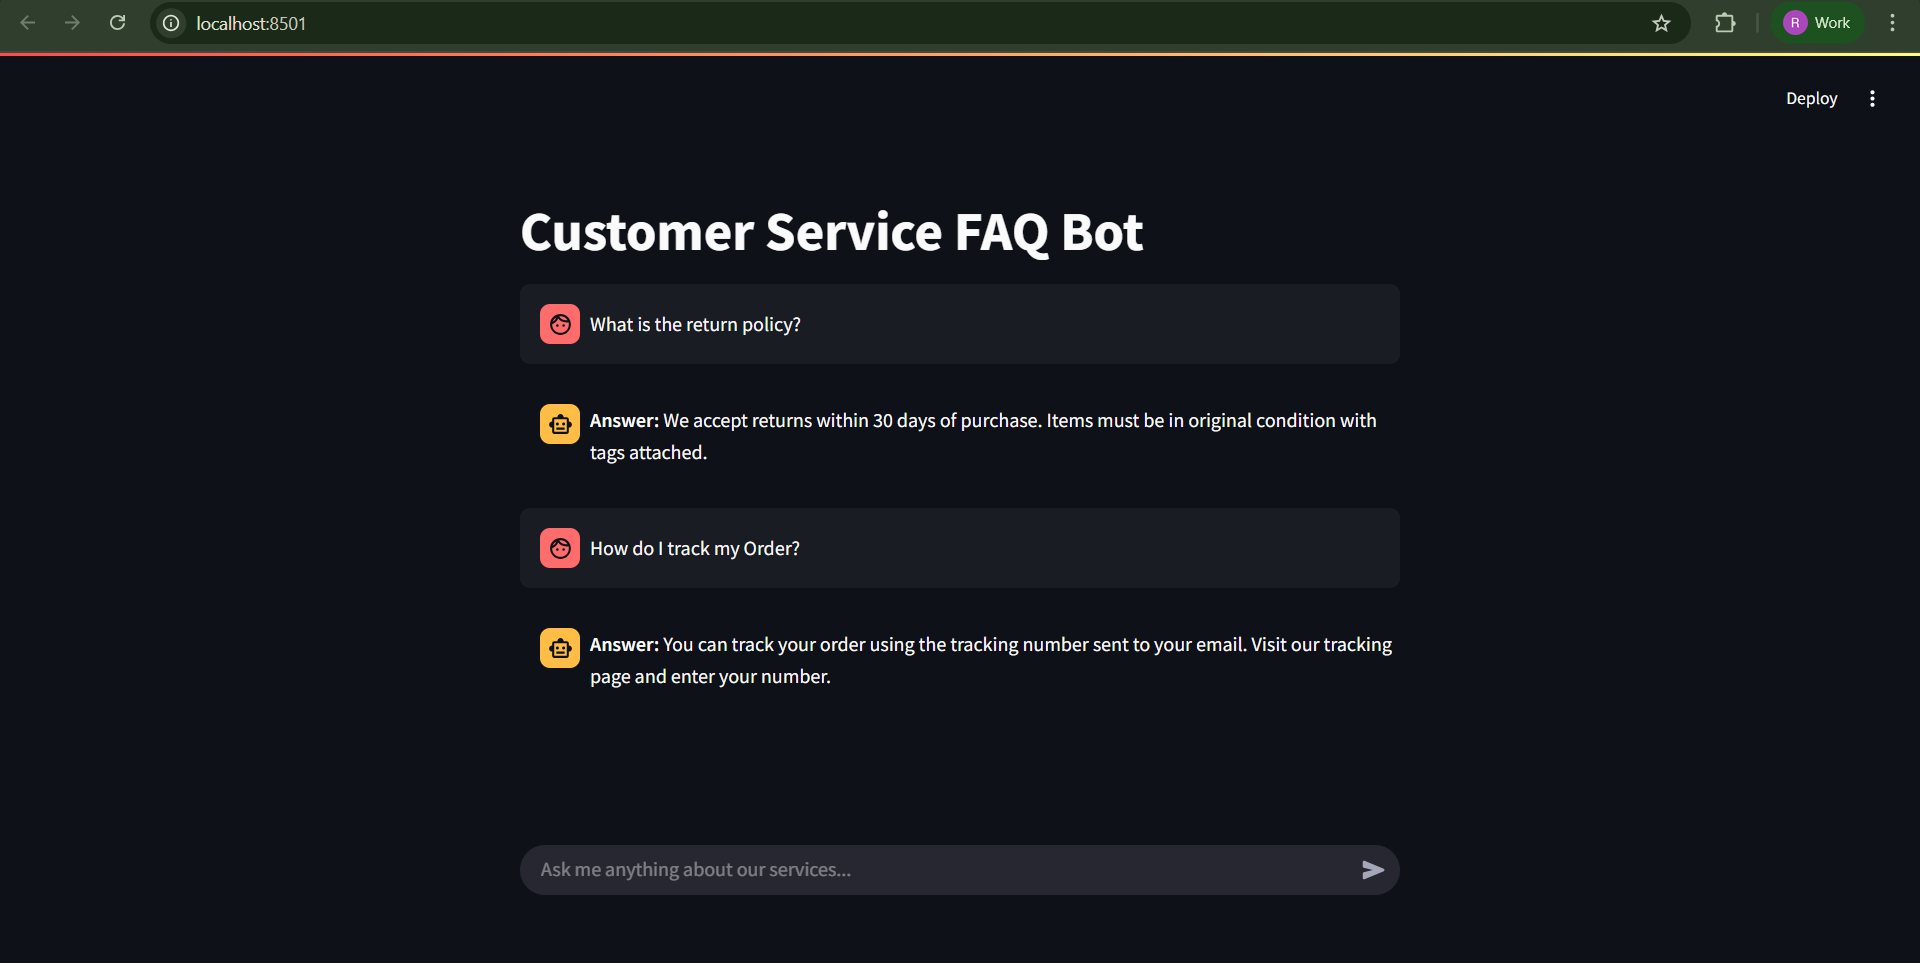 localhost:8501
R Work
Deploy
Customer Service FAQ Bot
What is the return policy?
Answer: We accept returns within 30 days of purchase. Items must be in original condition with
tags attached.
How do I track my Order?
Answer: You can track your order using the tracking number sent to your email. Visit our tracking
page and enter your number.
Ask me anything about our services...